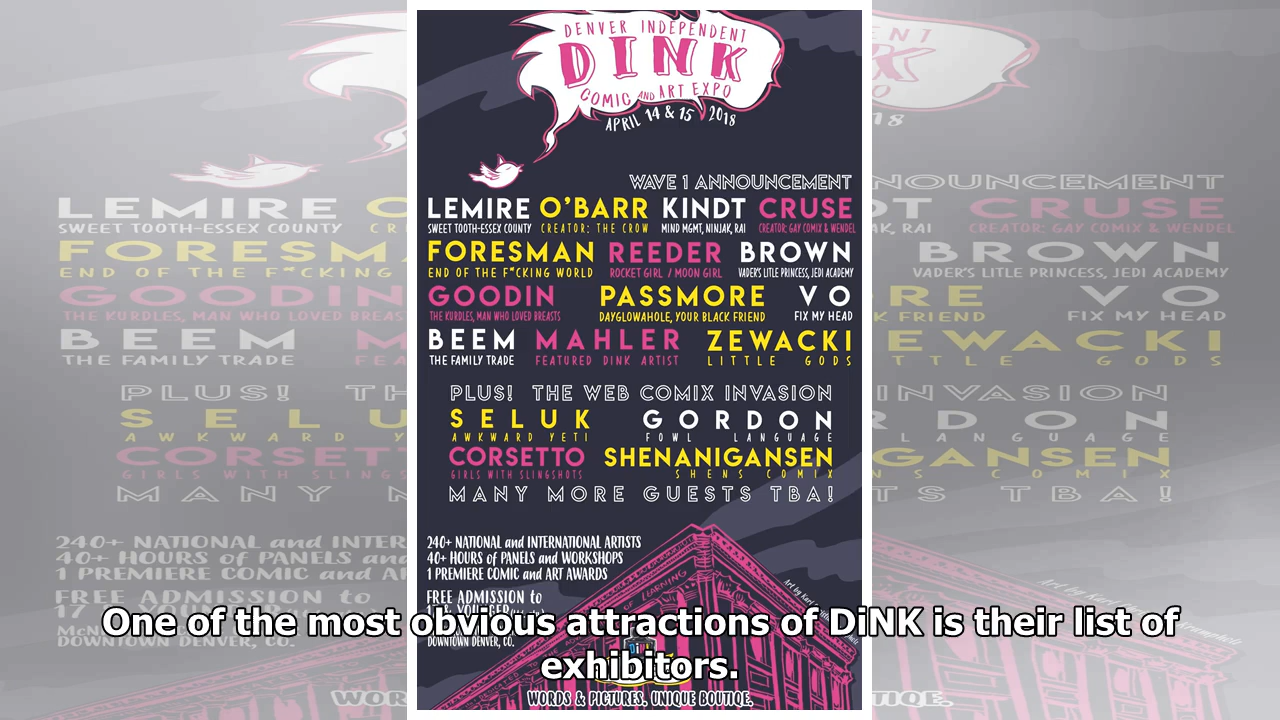 DENVER INDEPENDENT
DINK
COMIC AND ART EXPO
APRIL 14 & 15 2018
WAVE 1 ANNOUNCEMENT
LEMIRE O'BARR KINDT CRUSE
SWEET TOOTH-ESSEX COUNTY CREATOR: THE CROW MIND MGMT, NINJAK, RAI CREATOR: GAY COMIX & WENDEL
FORESMAN REEDER BROWN
END OF THE F*CKING WORLD ROCKET GIRL / MOON GIRL VADER'S LITLE PRINCESS, JEDI ACADEMY
GOODIN PASSMORE VO
THE KURDLES, MAN WHO LOVED BREASTS DAYGLOWAHOLE, YOUR BLACK FRIEND FIX MY HEAD
BEEM MAHLER ZEWACKI
THE FAMILY TRADE FEATURED DINK ARTIST LITTLE GODS
PLUS! THE WEB COMIX INVASION
SELUK GORDON
AWKWARD YETI FOWL LANGUAGE
CORSETTO SHENANIGANSEN
GIRLS WITH SLINGSHOTS SHENS COMIX
MANY MORE GUESTS TBA!
240+ NATIONAL and INTERNATIONAL ARTISTS
40+ HOURS of PANELS and WORKSHOPS
1 PREMIERE COMIC and ART AWARDS
FREE ADMISSION to
DOWNTOWN DENVER, CO.
One of the most obvious attractions of DiNK is their list of
exhibitors.
WORDS & PICTURES. UNIQUE BOUTIQE.